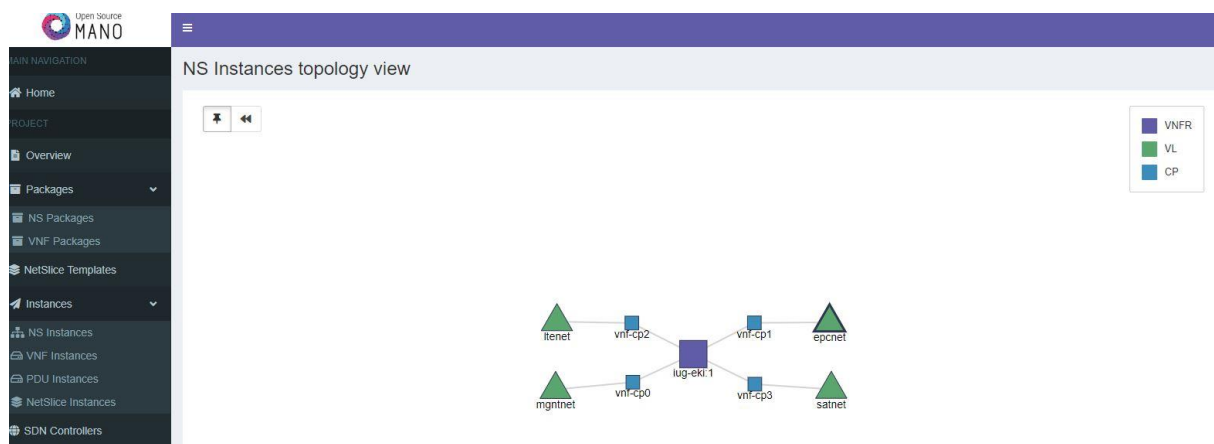 Open Source
MANO
MAIN NAVIGATION
Home
PROJECT
Overview
Packages
NS Packages
VNF Packages
NetSlice Templates
Instances
NS Instances
VNF Instances
PDU Instances
NetSlice Instances
SDN Controllers
NS Instances topology view
VNFR
VL
CP
ltenet
vnf-cp2
vnf-cp1
epcnet
iug-eki:1
mgntnet
vnf-cp0
vnf-cp3
satnet